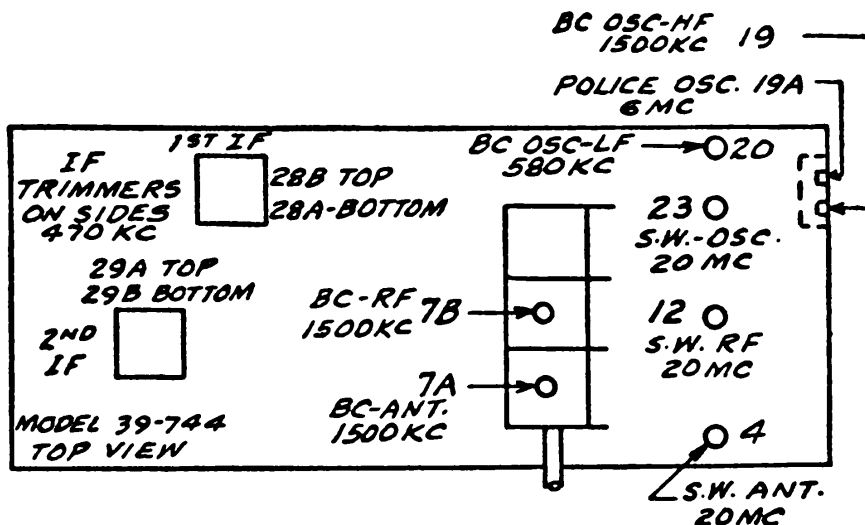 BC OSC-HF
1500KC 19
POLICE OSC. 19A
6MC
1ST IF
BC OSC-LF
580KC
20
IF
TRIMMERS
ON SIDES
470 KC
28B TOP
28A-BOTTOM
23
S.W.-OSC.
20 MC
29A TOP
29B BOTTOM
2ND
IF
BC-RF
1500KC
7B
12
S.W. RF
20MC
7A
BC-ANT.
1500KC
MODEL 39-744
TOP VIEW
4
S.W. ANT.
20MC